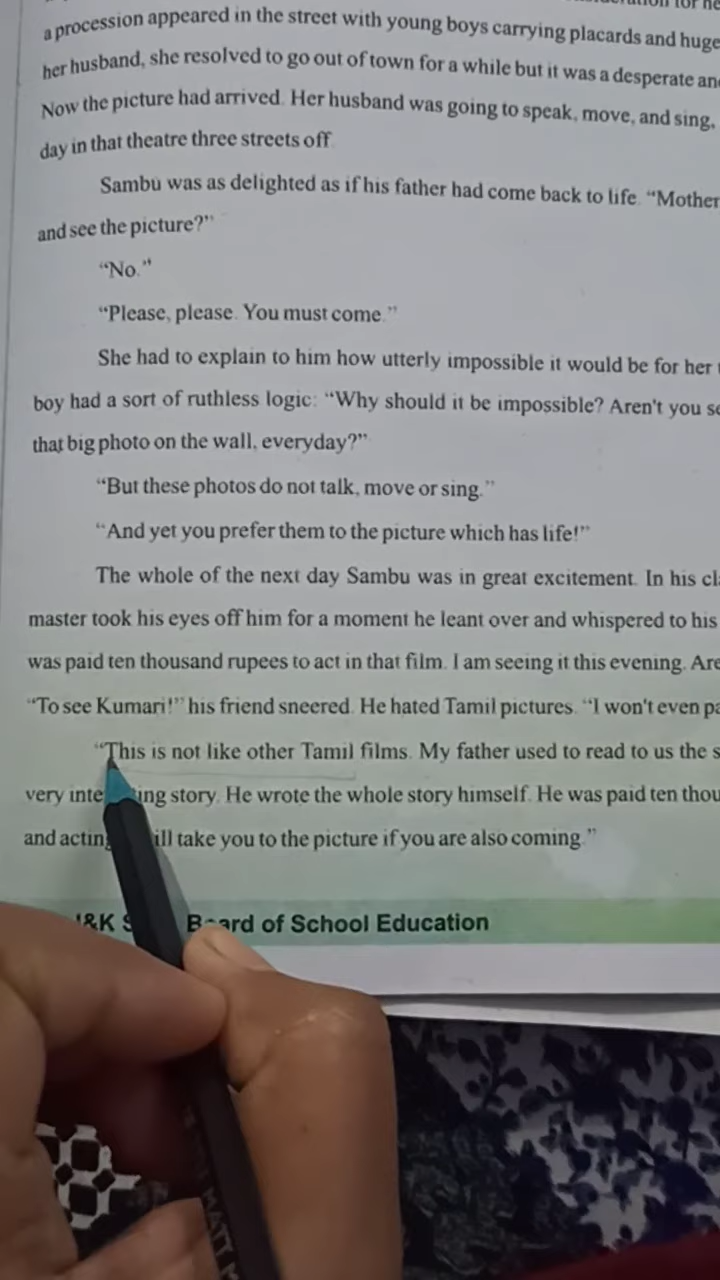 a procession appeared in the street with young boys carrying placards and huge
her husband, she resolved to go out of town for a while but it was a desperate
Now the picture had arrived. Her husband was going to speak, move, and sing,
day in that theatre three streets off.
Sambu was as delighted as if his father had come back to life. “Mother
and see the picture?”
“No.”
“Please, please. You must come.”
She had to explain to him how utterly impossible it would be for her
boy had a sort of ruthless logic: “Why should it be impossible? Aren't you
that big photo on the wall, everyday?”
“But these photos do not talk, move or sing.”
“And yet you prefer them to the picture which has life!”
The whole of the next day Sambu was in great excitement. In his
master took his eyes off him for a moment he leant over and whispered to his
was paid ten thousand rupees to act in that film. I am seeing it this evening.
“To see Kumari!” his friend sneered. He hated Tamil pictures. “I won't even
“This is not like other Tamil films. My father used to read to us the
very story. He wrote the whole story himself. He was paid ten
and take you to the picture if you are also coming.”
of School Education